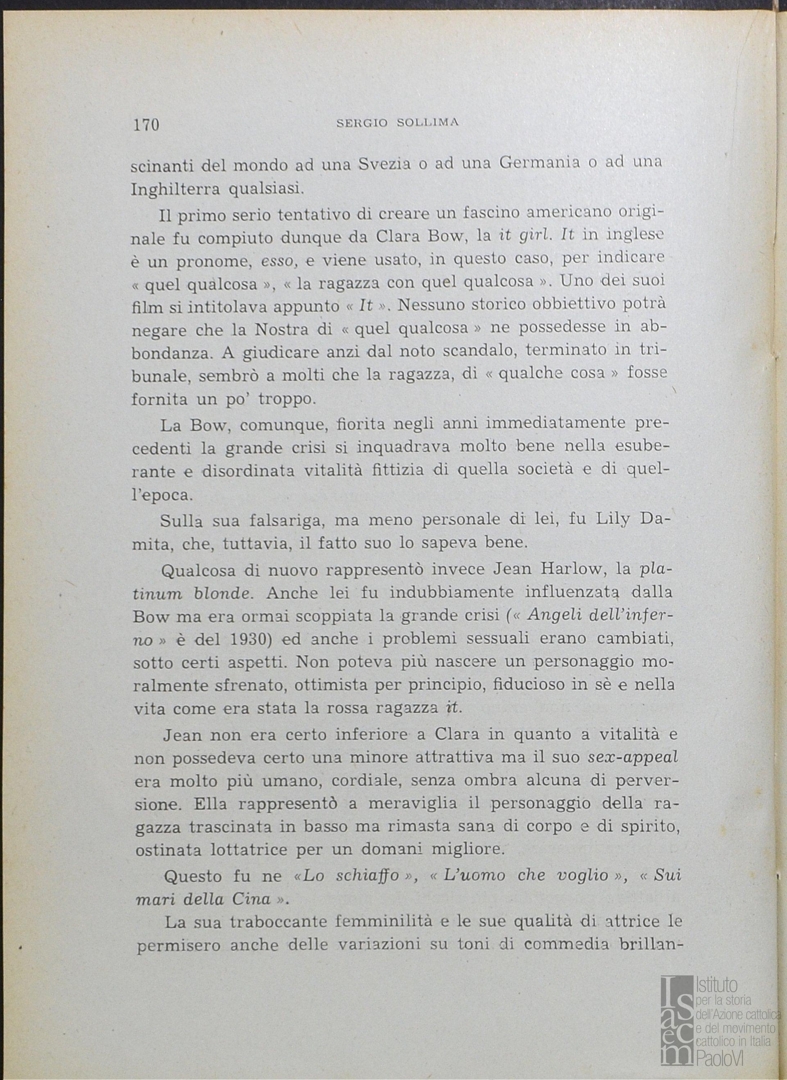 170
SERGIO SOLLIMA
scinanti del mondo ad una Svezia o ad una Germania o ad una
Inghilterra qualsiasi.
Il primo serio tentativo di creare un fascino americano origi-
nale fu compiuto dunque da Clara Bow, la it girl. It in inglese
è un pronome, esso, e viene usato, in questo caso, per indicare
« quel qualcosa », « la ragazza con quel qualcosa ». Uno dei suoi
film si intitolava appunto « It ». Nessuno storico obbiettivo potrà
negare che la Nostra di « quel qualcosa » ne possedesse in ab-
bondanza. A giudicare anzi dal noto scandalo, terminato in tri-
bunale, sembrò a molti che la ragazza, di « qualche cosa » fosse
fornita un po' troppo.
La Bow, comunque, fiorita negli anni immediatamente pre-
cedenti la grande crisi si inquadrava molto bene nella esube-
rante e disordinata vitalità fittizia di quella società e di quel-
l'epoca.
Sulla sua falsariga, ma meno personale di lei, fu Lily Da-
mita, che, tuttavia, il fatto suo lo sapeva bene.
Qualcosa di nuovo rappresentò invece Jean Harlow, la pla-
tinum blonde. Anche lei fu indubbiamente influenzata dalla
Bow ma era ormai scoppiata la grande crisi (« Angeli dell'infer-
no » è del 1930) ed anche i problemi sessuali erano cambiati,
sotto certi aspetti. Non poteva più nascere un personaggio mo-
ralmente sfrenato, ottimista per principio, fiducioso in sè e nella
vita come era stata la rossa ragazza it.
Jean non era certo inferiore a Clara in quanto a vitalità e
non possedeva certo una minore attrattiva ma il suo sex-appeal
era molto più umano, cordiale, senza ombra alcuna di perver-
sione. Ella rappresentò a meraviglia il personaggio della ra-
gazza trascinata in basso ma rimasta sana di corpo e di spirito,
ostinata lottatrice per un domani migliore.
Questo fu ne «Lo schiaffo », « L'uomo che voglio », « Sui
mari della Cina ».
La sua traboccante femminilità e le sue qualità di attrice le
permisero anche delle variazioni su toni di commedia brillan-
Isacem
Istituto
per la storia
dell'Azione cattolica
e del movimento
cattolico in Italia
PaoloVI